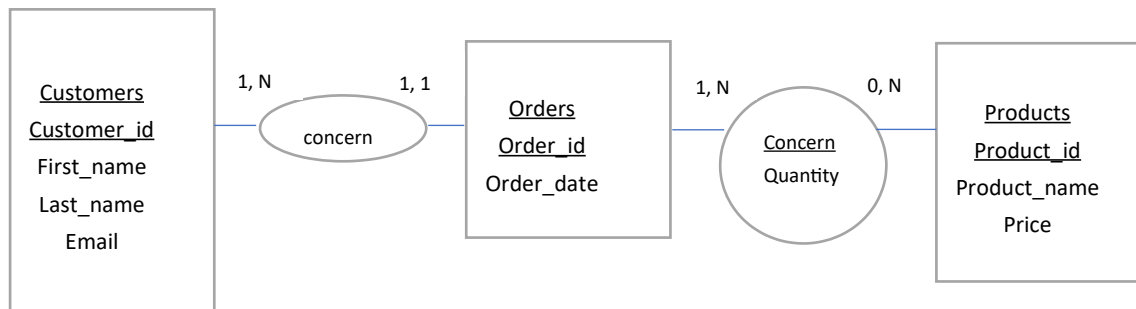 Customers
Customer_id
First_name
Last_name
Email
1, N
concern
1, 1
Orders
Order_id
Order_date
1, N
Concern
Quantity
0, N
Products
Product_id
Product_name
Price